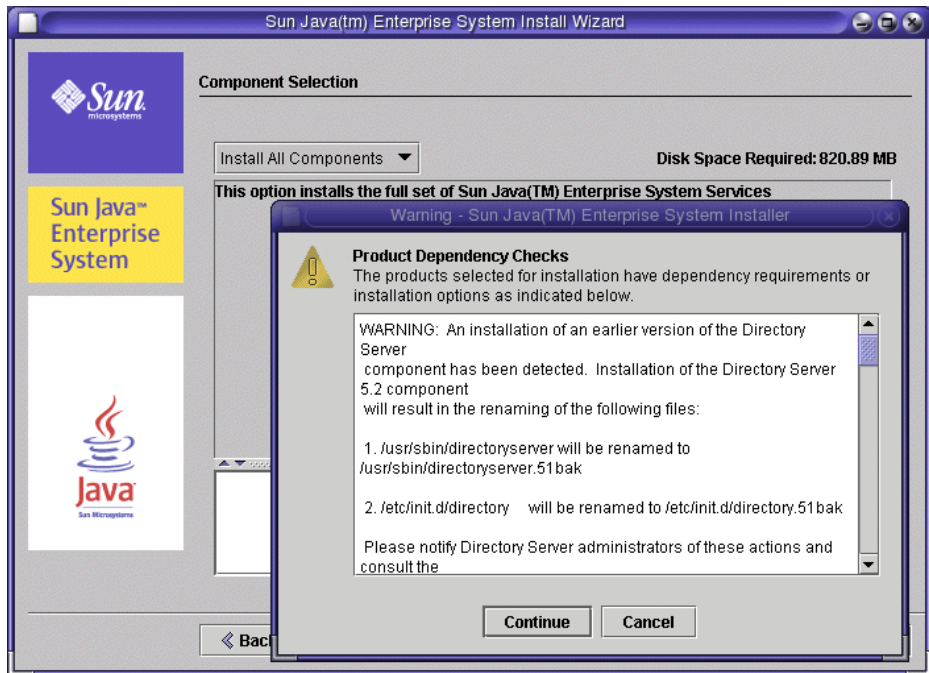 Sun Java(tm) Enterprise System Install Wizard
Sun
microsystems
Component Selection
Install All Components
Disk Space Required: 820.89 MB
This option installs the full set of Sun Java(TM) Enterprise System Services
Sun Java™
Enterprise
System
Warning - Sun Java(TM) Enterprise System Installer
Product Dependency Checks
The products selected for installation have dependency requirements or
installation options as indicated below.
WARNING: An installation of an earlier version of the Directory
Server
component has been detected. Installation of the Directory Server
5.2 component
will result in the renaming of the following files:
1. /usr/sbin/directoryserver will be renamed to
/usr/sbin/directoryserver.51bak
2. /etc/init.d/directory will be renamed to /etc/init.d/directory.51bak
Please notify Directory Server administrators of these actions and
consult the
Java
Sun Microsystems
Continue
Cancel
Bac